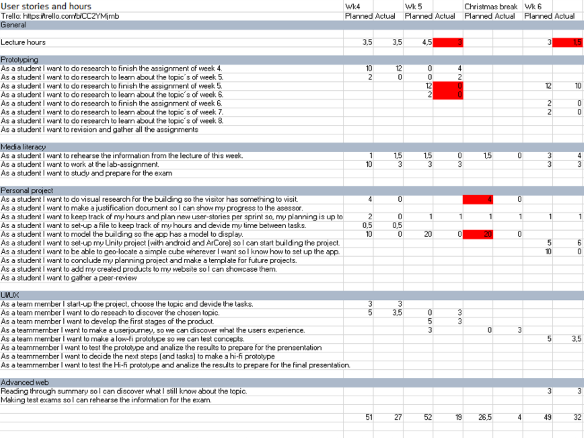 User stories and hours Wk4 Wk 5 Christmas break Wk 6
Trello: https://trello.com/b/CC2YMjmb Planned Actual Planned Actual Planned Actual Planned Actual
General
Lecture hours 3,5 3,5 4,5 3 3 1,5
Prototyping
As a student I want to do research to finish the assignment of week 4. 10 12 0 4
As a student I want to do research to learn about the topic´s of week 5. 2 0 0 2
As a student I want to do research to finish the assignment of week 5. 12 0 12 10
As a student I want to do research to learn about the topic´s of week 6. 2 0
As a student I want to do research to finish the assignment of week 6. 2 0
As a student I want to do research to learn about the topic´s of week 7. 2 0
As a student I want to do research to learn about the topic´s of week 8.
As a student I want to revision and gather all the assignments
Media literacy
As a student I want to rehearse the information from the lecture of this week. 1 1,5 1,5 0 1,5 0 3 4
As a student I want to work at the lab-assignment. 10 3 3 3 3 3
As a student I want to study and prepare for the exam
Personal project
As a student I want to do visual research for the building so the visitor has something to visit. 4 0 4 0
As a student I want to make a justification document so I can show my progress to the asessor.
As a student I want to keep track of my hours and plan new user-stories per sprint so, my planning is up to 2 0 1 1 1 1 1 1
As a student I want to set-up a file to keep track of my hours and devide my time between tasks. 0,5 0,5
As a student I want to model the building so the app has a model to display. 10 0 20 0 20 0
As a student I want to set-up my Unity project (with android and ArCore) so I can start building the project. 5 6
As a student I want to be able to geo-locate a simple cube wherever I want so I know how to set up the app. 10 0
As a student I want to conclude my planning project and make a template for future projects.
As a student I want to add my created products to my website so I can showcase them.
As a student I want to gather a peer-review
UI/UX
As a team member I start-up the project, choose the topic and devide the tasks. 3 3
As a team member I want to do reseach to discover the chosen topic. 5 3,5 0 3
As a team member I want to develop the first stages of the product. 5 3
As a teammember I want to make a userjourney, so we can discover what the users experience. 3 0 3
As a team member I want to make a low-fi prototype so we can test concepts. 5 3,5
As a teammember I want to test the prototype and analize the results to prepare for the prensentation
As a teammember I want to decide the next steps (and tasks) to make a hi-fi prototype
As a teammember I want to test the Hi-fi prototype and analize the results to prepare for the final presentation.
Advanced web
Reading through summary so I can discover what I still know about the topic. 3 3
Making test exams so I can rehearse the information for the exam.
51 27 52 19 26,5 4 49 32